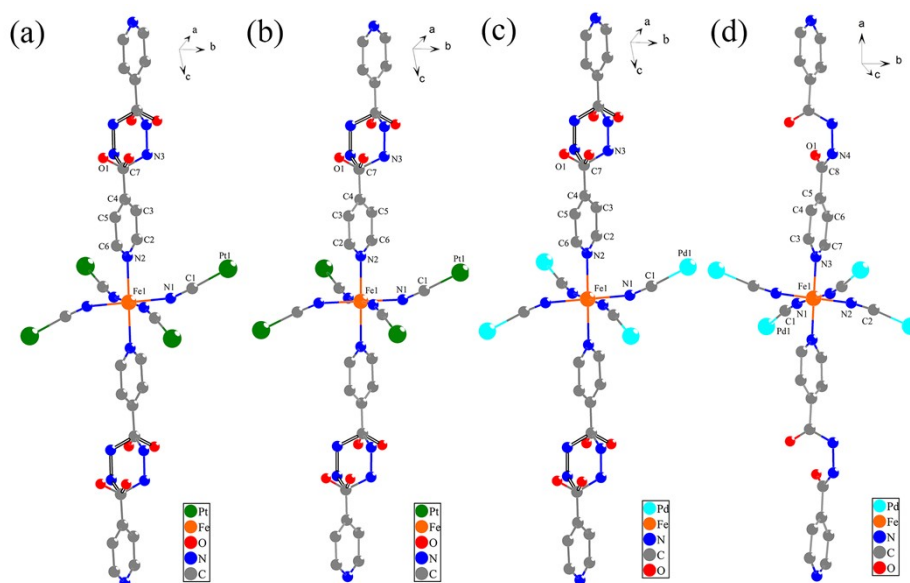 (a)
a
b
c
N3
O1
C7
C4
C3
C5
C6
C2
N2
Pt1
C1
N1
Fe1
Pt
Fe
O
N
C
(b)
a
b
c
N3
O1
C7
C4
C3
C5
C2
C6
N2
Pt1
C1
Fe1
N1
Pt
Fe
O
N
C
(c)
a
b
c
N3
O1
C7
C4
C3
C5
C2
C6
N2
Pd1
C1
Fe1
N1
Pd
Fe
N
C
O
(d)
a
b
c
O1
N4
C8
C5
C4
C6
C3
C7
N3
Fe1
N1
N2
C1
C2
Pd1
Pd
Fe
N
C
O